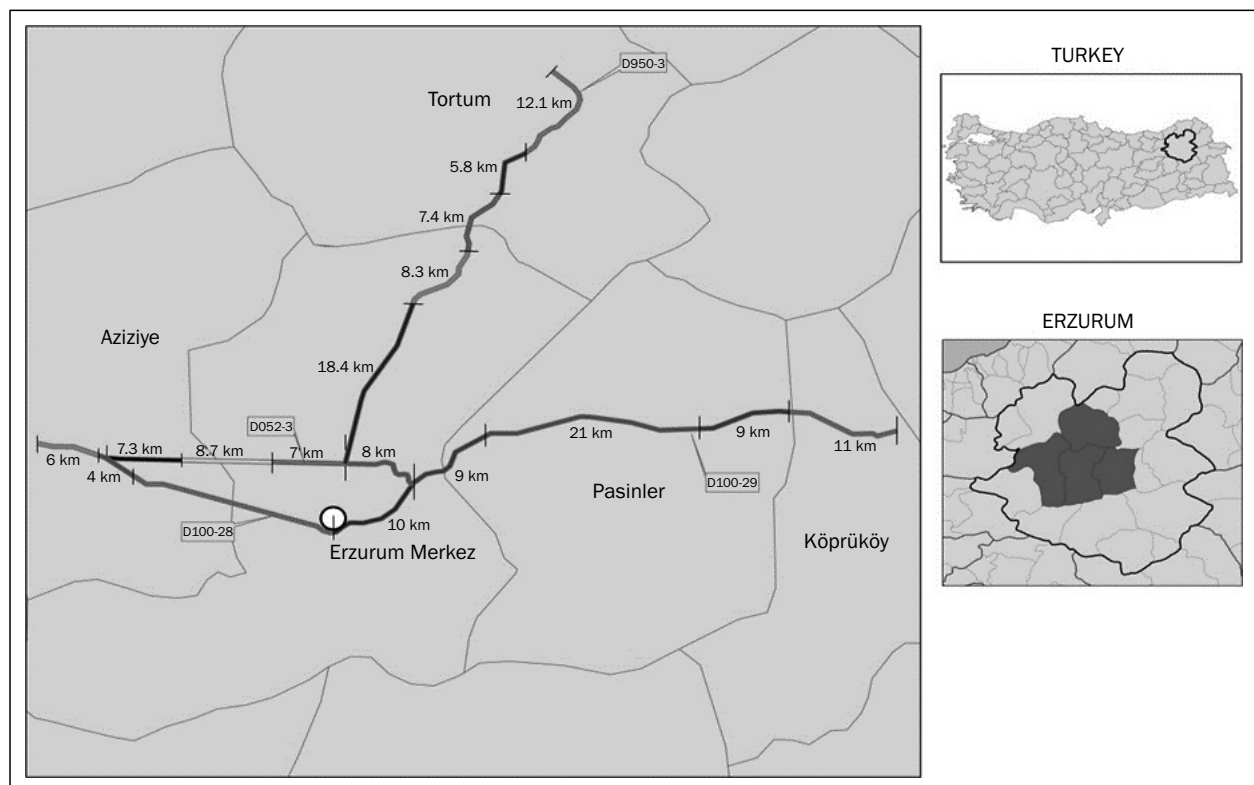 D950-3
Tortum
12.1 km
5.8 km
7.4 km
8.3 km
Aziziye
18.4 km
D052-3
6 km
7.3 km
8.7 km
7 km
8 km
4 km
9 km
21 km
9 km
11 km
D100-29
D100-28
10 km
Pasinler
Erzurum Merkez
Köprüköy
TURKEY
ERZURUM